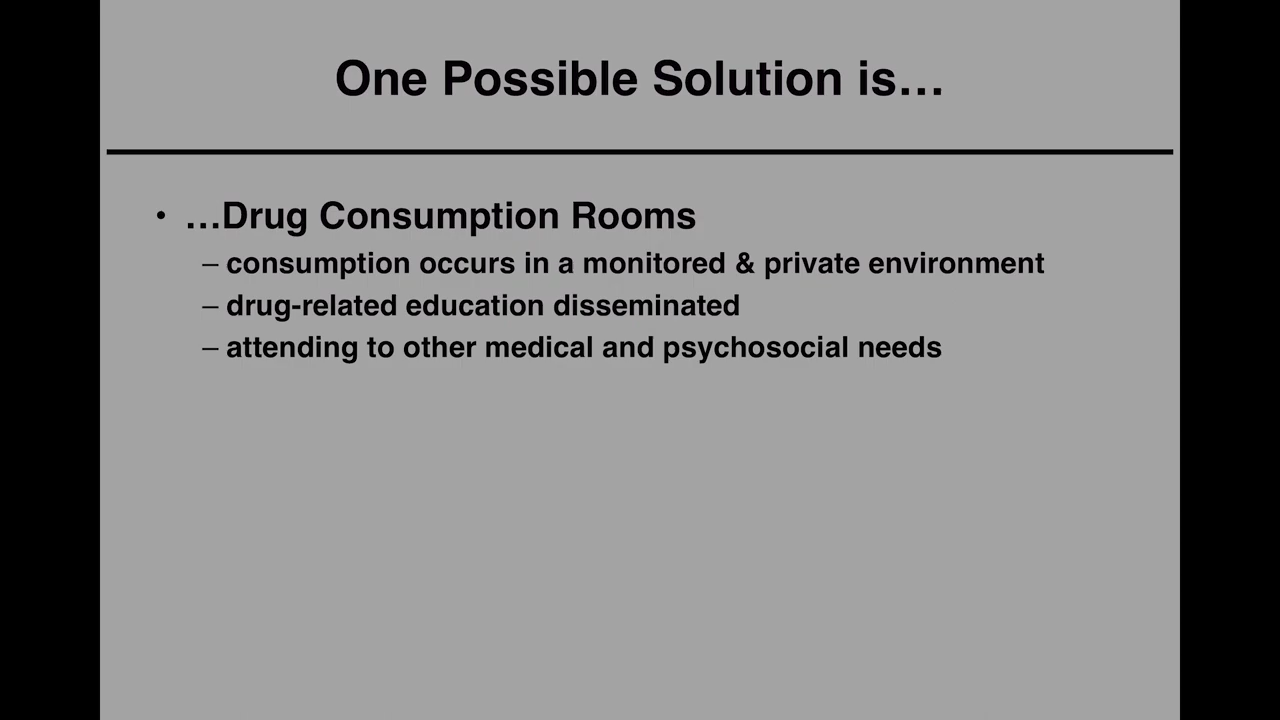 One Possible Solution is…
• …Drug Consumption Rooms
– consumption occurs in a monitored & private environment
– drug-related education disseminated
– attending to other medical and psychosocial needs